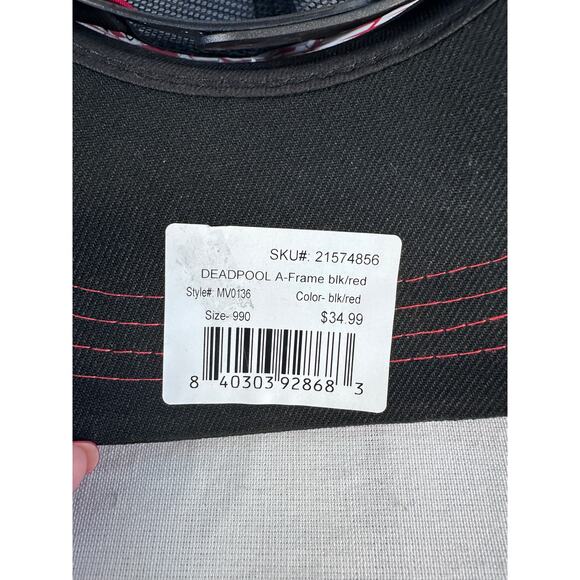 SKU#: 21574856
DEADPOOL A-Frame blk/red
Style#: MV0136 Color- blk/red
Size- 990 $34.99
8 40303 92868 3